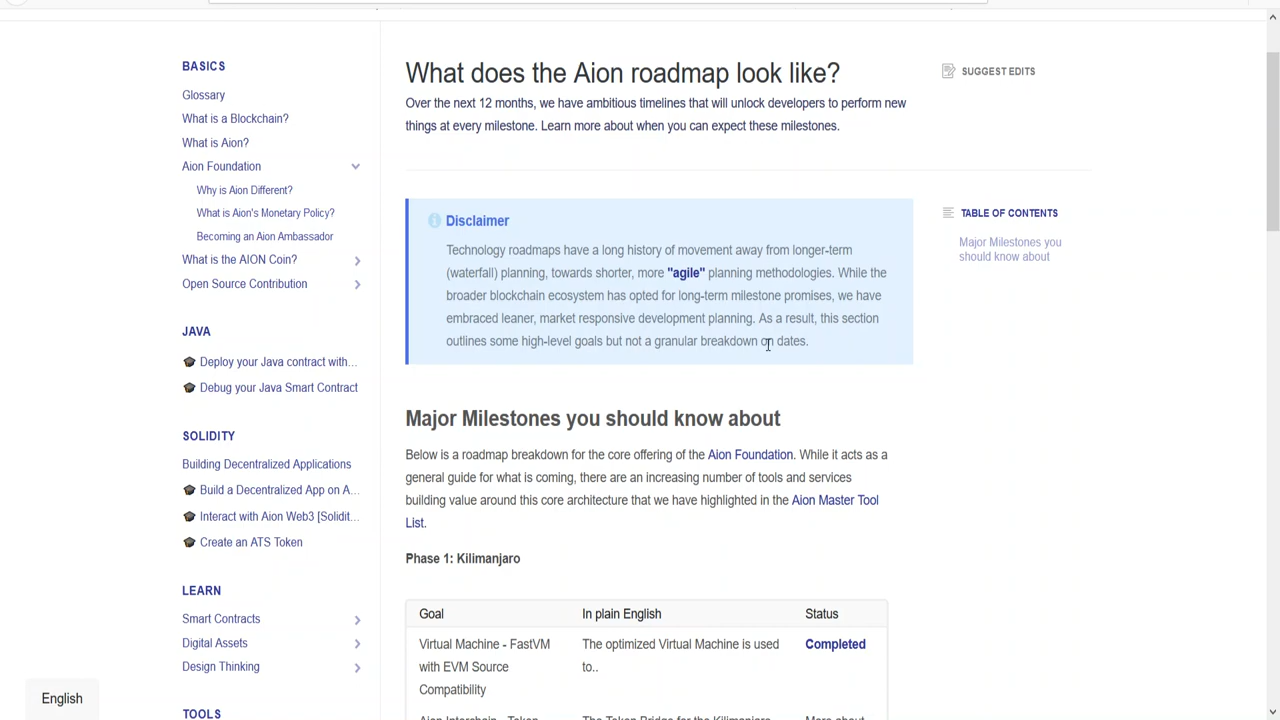 BASICS
Glossary
What is a Blockchain?
What is Aion?
Aion Foundation
Why is Aion Different?
What is Aion's Monetary Policy?
Becoming an Aion Ambassador
What is the AION Coin?
Open Source Contribution
JAVA
Deploy your Java contract with...
Debug your Java Smart Contract
SOLIDITY
Building Decentralized Applications
Build a Decentralized App on A...
Interact with Aion Web3 [Solidit...
Create an ATS Token
LEARN
Smart Contracts
Digital Assets
Design Thinking
TOOLS
English
What does the Aion roadmap look like?
Over the next 12 months, we have ambitious timelines that will unlock developers to perform new
things at every milestone. Learn more about when you can expect these milestones.
Disclaimer
Technology roadmaps have a long history of movement away from longer-term
(waterfall) planning, towards shorter, more "agile" planning methodologies. While the
broader blockchain ecosystem has opted for long-term milestone promises, we have
embraced leaner, market responsive development planning. As a result, this section
outlines some high-level goals but not a granular breakdown on dates.
Major Milestones you should know about
Below is a roadmap breakdown for the core offering of the Aion Foundation. While it acts as a
general guide for what is coming, there are an increasing number of tools and services
building value around this core architecture that we have highlighted in the Aion Master Tool
List.
Phase 1: Kilimanjaro
Goal In plain English Status
Virtual Machine - FastVM The optimized Virtual Machine is used Completed
with EVM Source to..
Compatibility
Aion Interchain - Token The Token Bridge for the Kilimanjaro More about
SUGGEST EDITS
TABLE OF CONTENTS
Major Milestones you
should know about